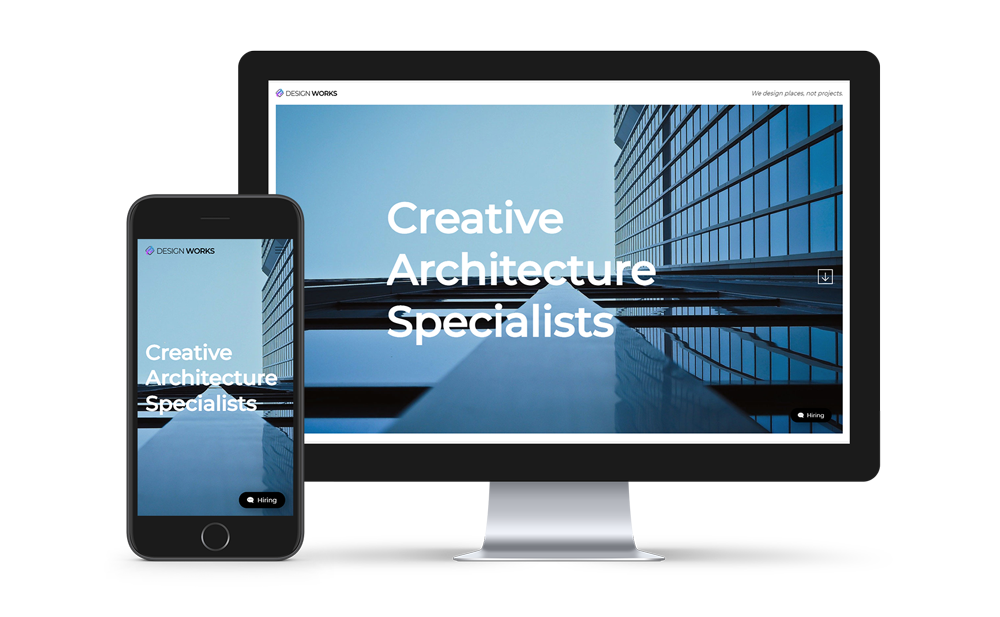 DESIGN WORKS
We design places, not projects.
Creative
Architecture
Specialists
Hiring
DESIGN WORKS
Creative
Architecture
Specialists
Hiring